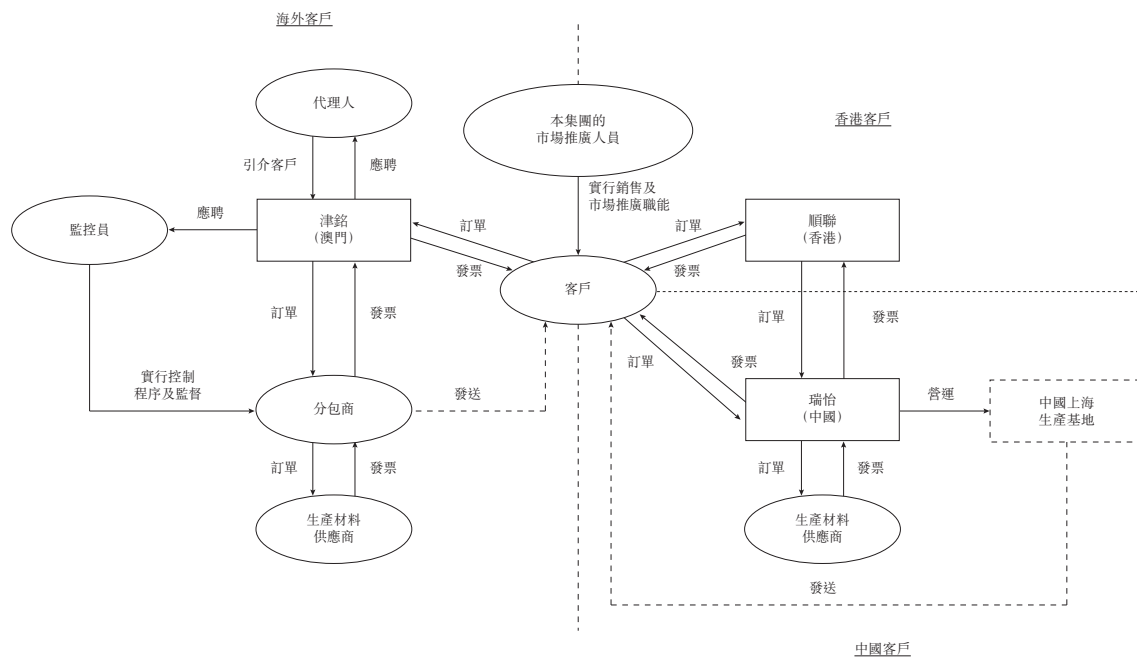 海外客戶
代理人
本集團的
市場推廣人員
香港客戶
引介客戶
應聘
實行銷售及
市場推廣職能
監控員
應聘
津銘
(澳門)
訂單
發票
訂單
發票
順聯
(香港)
客戶
訂單
發票
訂單
發票
實行控制
程序及監督
分包商
發送
發票
訂單
瑞怡
(中國)
營運
中國上海
生產基地
訂單
發票
訂單
發票
生產材料
供應商
生產材料
供應商
發送
中國客戶